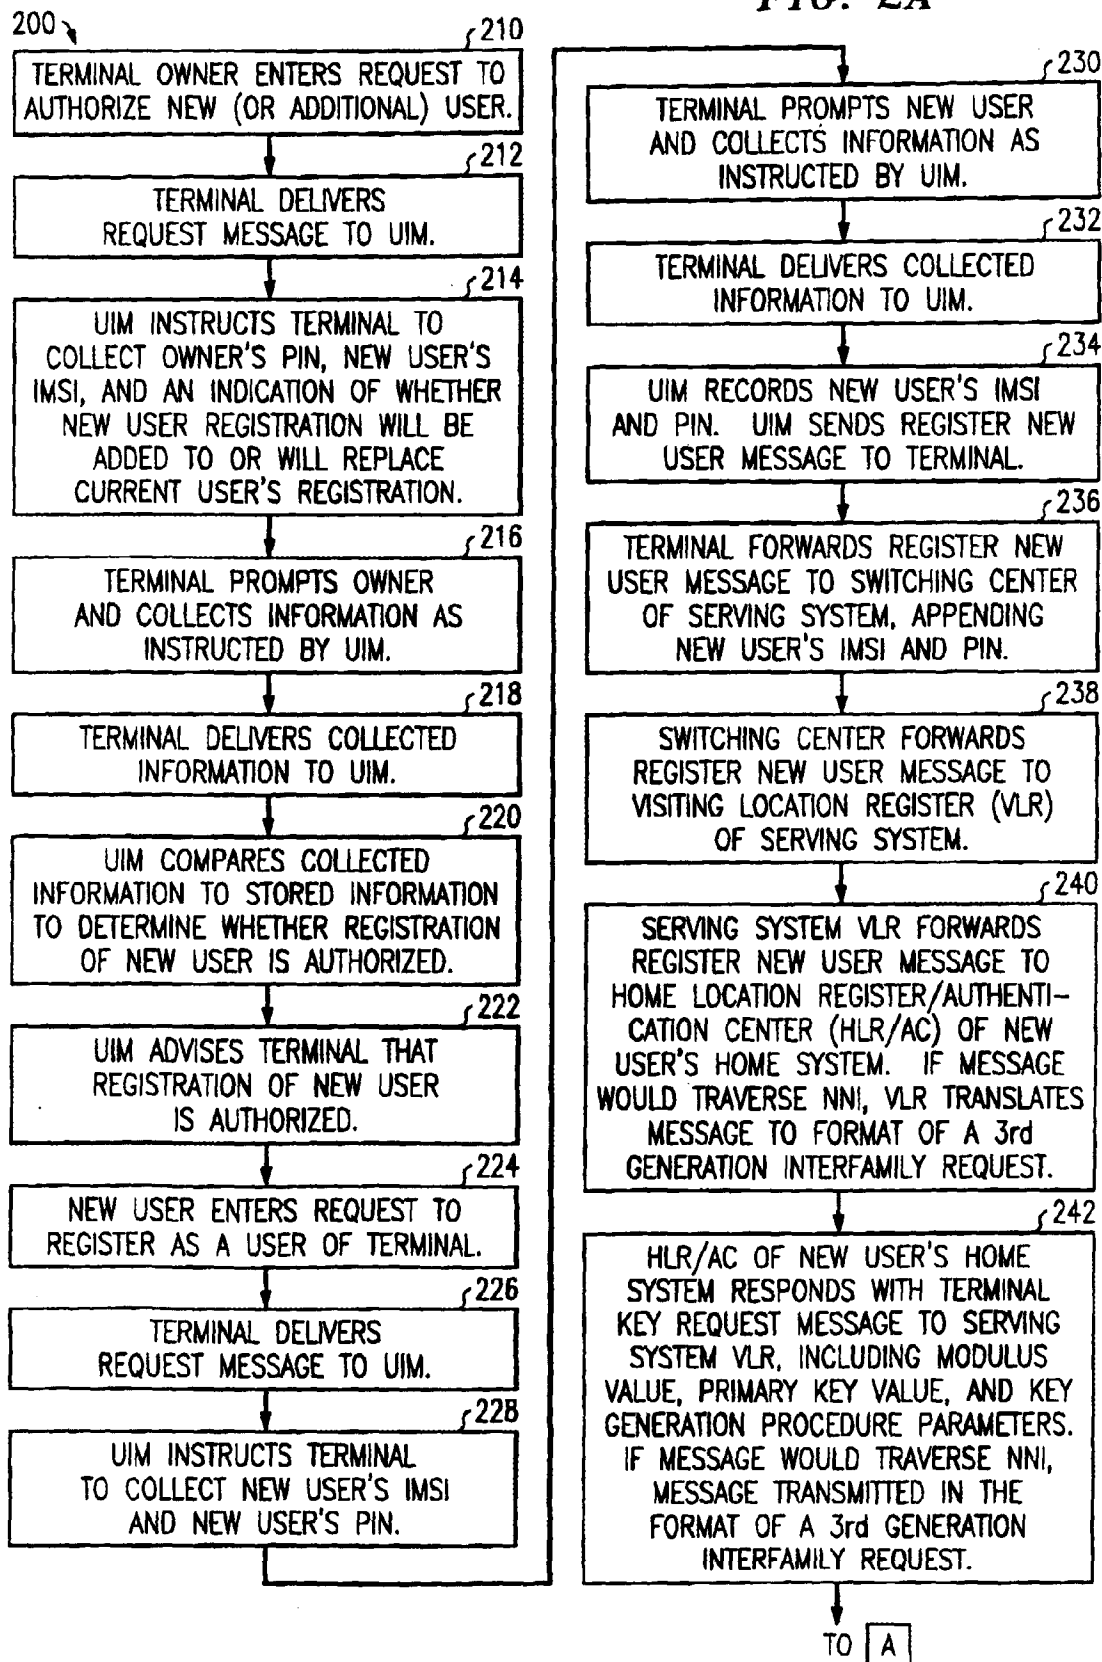 FIG. 2A
200
210
TERMINAL OWNER ENTERS REQUEST TO
AUTHORIZE NEW (OR ADDITIONAL) USER.
212
TERMINAL DELIVERS
REQUEST MESSAGE TO UIM.
214
UIM INSTRUCTS TERMINAL TO
COLLECT OWNER'S PIN, NEW USER'S
IMSI, AND AN INDICATION OF WHETHER
NEW USER REGISTRATION WILL BE
ADDED TO OR WILL REPLACE
CURRENT USER'S REGISTRATION.
216
TERMINAL PROMPTS OWNER
AND COLLECTS INFORMATION AS
INSTRUCTED BY UIM.
218
TERMINAL DELIVERS COLLECTED
INFORMATION TO UIM.
220
UIM COMPARES COLLECTED
INFORMATION TO STORED INFORMATION
TO DETERMINE WHETHER REGISTRATION
OF NEW USER IS AUTHORIZED.
222
UIM ADVISES TERMINAL THAT
REGISTRATION OF NEW USER
IS AUTHORIZED.
224
NEW USER ENTERS REQUEST TO
REGISTER AS A USER OF TERMINAL.
226
TERMINAL DELIVERS
REQUEST MESSAGE TO UIM.
228
UIM INSTRUCTS TERMINAL
TO COLLECT NEW USER'S IMSI
AND NEW USER'S PIN.
230
TERMINAL PROMPTS NEW USER
AND COLLECTS INFORMATION AS
INSTRUCTED BY UIM.
232
TERMINAL DELIVERS COLLECTED
INFORMATION TO UIM.
234
UIM RECORDS NEW USER'S IMSI
AND PIN. UIM SENDS REGISTER NEW
USER MESSAGE TO TERMINAL.
236
TERMINAL FORWARDS REGISTER NEW
USER MESSAGE TO SWITCHING CENTER
OF SERVING SYSTEM, APPENDING
NEW USER'S IMSI AND PIN.
238
SWITCHING CENTER FORWARDS
REGISTER NEW USER MESSAGE TO
VISITING LOCATION REGISTER (VLR)
OF SERVING SYSTEM.
240
SERVING SYSTEM VLR FORWARDS
REGISTER NEW USER MESSAGE TO
HOME LOCATION REGISTER/AUTHENTI-
CATION CENTER (HLR/AC) OF NEW
USER'S HOME SYSTEM. IF MESSAGE
WOULD TRAVERSE NNI, VLR TRANSLATES
MESSAGE TO FORMAT OF A 3rd
GENERATION INTERFAMILY REQUEST.
242
HLR/AC OF NEW USER'S HOME
SYSTEM RESPONDS WITH TERMINAL
KEY REQUEST MESSAGE TO SERVING
SYSTEM VLR, INCLUDING MODULUS
VALUE, PRIMARY KEY VALUE, AND KEY
GENERATION PROCEDURE PARAMETERS.
IF MESSAGE WOULD TRAVERSE NNI,
MESSAGE TRANSMITTED IN THE
FORMAT OF A 3rd GENERATION
INTERFAMILY REQUEST.
TO A